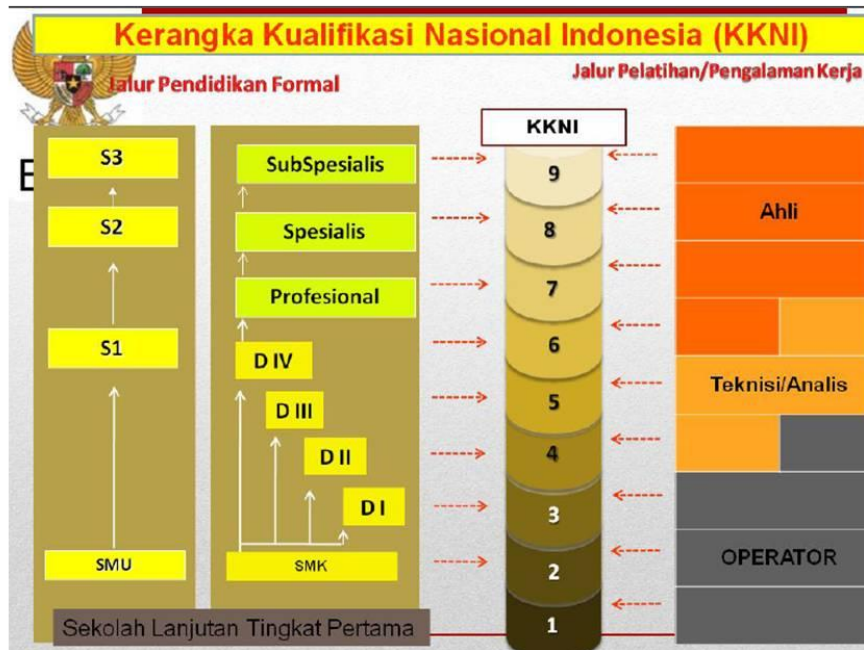 Kerangka Kualifikasi Nasional Indonesia (KKNI)
Jalur Pendidikan Formal
Jalur Pelatihan/Pengalaman Kerja
E
S3
S2
S1
SMU
SubSpesialis
Spesialis
Profesional
D IV
D III
D II
D I
SMK
Sekolah Lanjutan Tingkat Pertama
KKNI
9
8
7
6
5
4
3
2
1
Ahli
Teknisi/Analis
OPERATOR